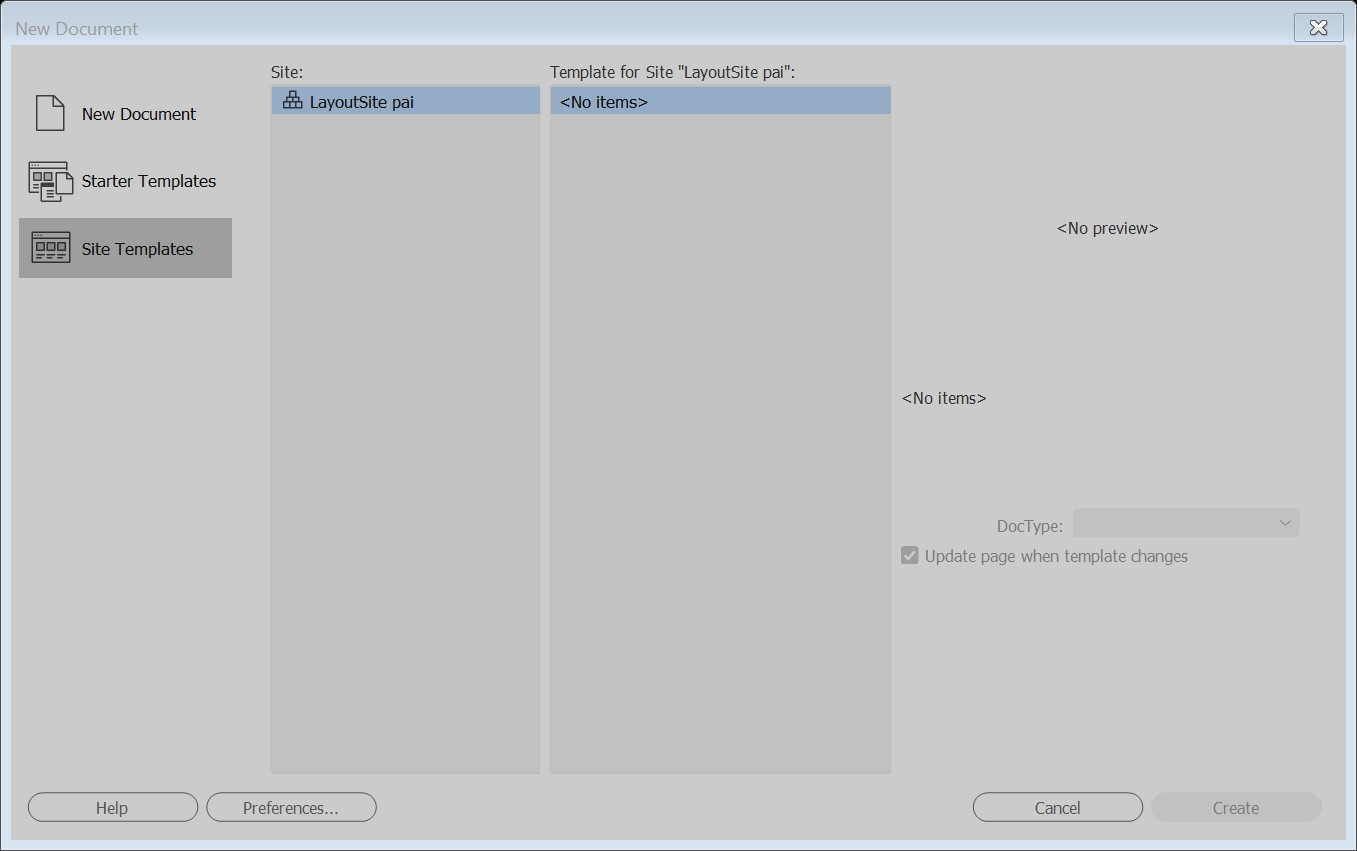 New Document
Site:
Template for Site "LayoutSite pai":
New Document
LayoutSite pai
<No items>
Starter Templates
Site Templates
<No preview>
<No items>
DocType:
Update page when template changes
Help
Preferences...
Cancel
Create